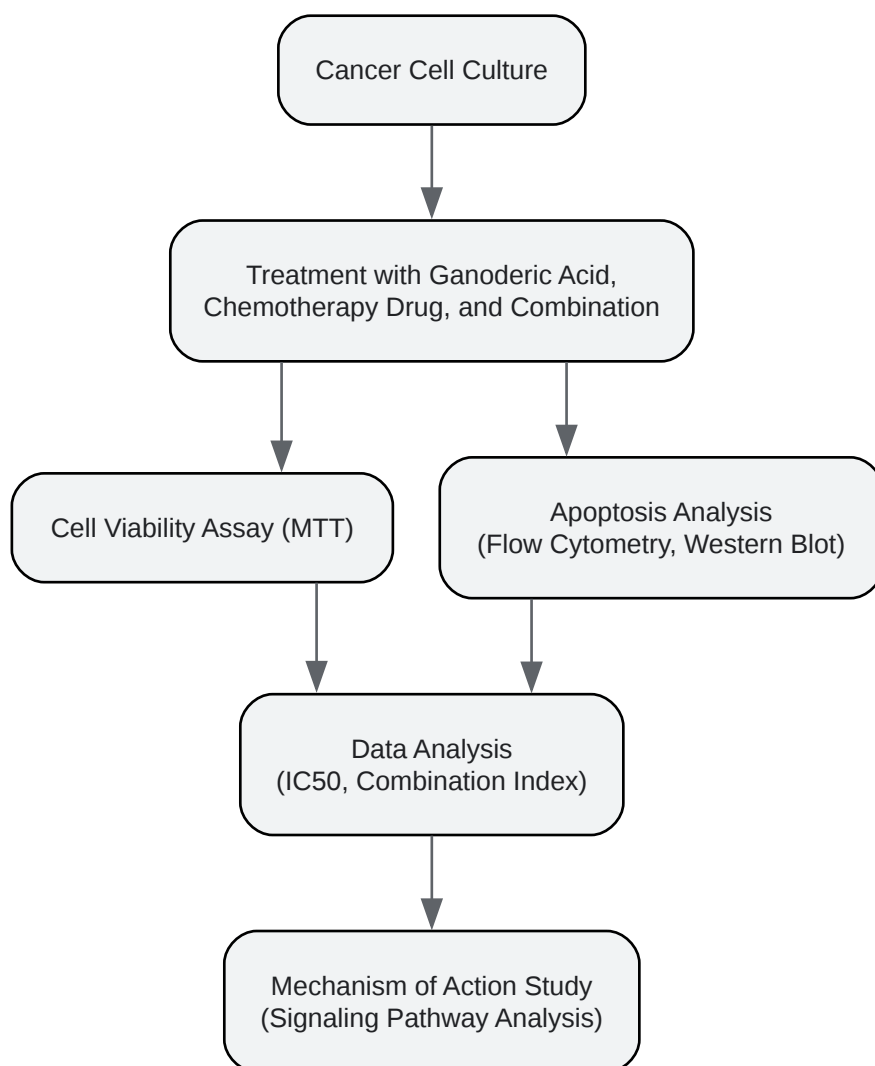 Cancer Cell Culture
Treatment with Ganoderic Acid,
Chemotherapy Drug, and Combination
Cell Viability Assay (MTT)
Apoptosis Analysis
(Flow Cytometry, Western Blot)
Data Analysis
(IC50, Combination Index)
Mechanism of Action Study
(Signaling Pathway Analysis)